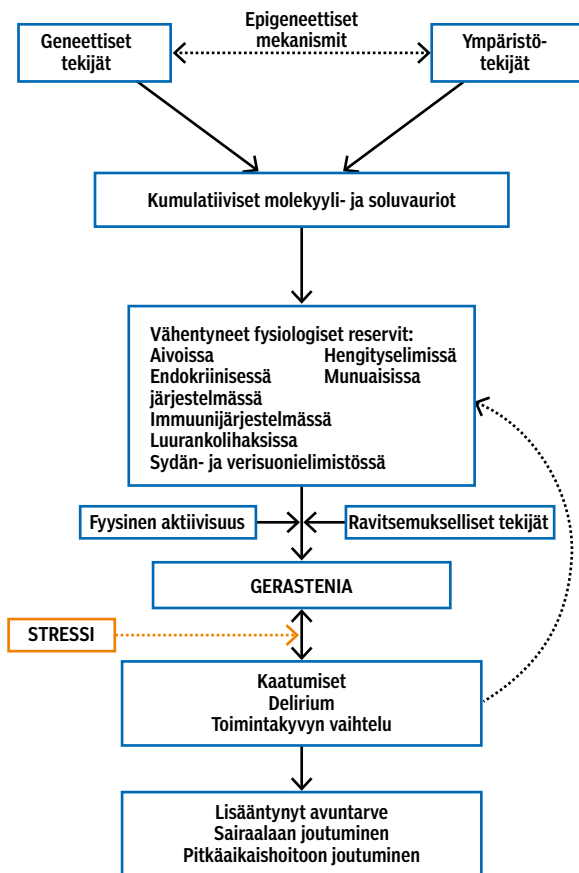 Epigeneettiset
mekanismit
Geneettiset
tekijät
Ympäristö-
tekijät
Kumulatiiviset molekyyli- ja soluvauriot
Vähentyneet fysiologiset reservit:
Aivoissa Hengityselimissä
Endokriinisessä Munuaisissa
järjestelmässä
Immuunijärjestelmässä
Luurankolihaksissa
Sydän- ja verisuonielimistössä
Fyysinen aktiivisuus
Ravitsemukselliset tekijät
GERASTENIA
STRESSI
Kaatumiset
Delirium
Toimintakyvyn vaihtelu
Lisääntynyt avuntarve
Sairaalaan joutuminen
Pitkäaikaishoitoon joutuminen